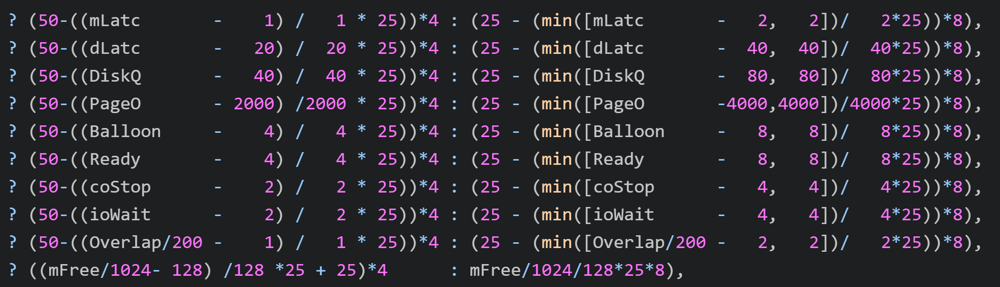 ? (50-((mLatc       -    1) /   1 * 25))*4 : (25 - (min([mLatc       -   2,   2])/   2*25))*8),
? (50-((dLatc       -   20) /  20 * 25))*4 : (25 - (min([dLatc       -  40,  40])/  40*25))*8),
? (50-((DiskQ       -   40) /  40 * 25))*4 : (25 - (min([DiskQ       -  80,  80])/  80*25))*8),
? (50-((PageO       - 2000) /2000 * 25))*4 : (25 - (min([PageO       -4000,4000])/4000*25))*8),
? (50-((Balloon     -    4) /   4 * 25))*4 : (25 - (min([Balloon     -   8,   8])/   8*25))*8),
? (50-((Ready       -    4) /   4 * 25))*4 : (25 - (min([Ready       -   8,   8])/   8*25))*8),
? (50-((coStop      -    2) /   2 * 25))*4 : (25 - (min([coStop      -   4,   4])/   4*25))*8),
? (50-((ioWait      -    2) /   2 * 25))*4 : (25 - (min([ioWait      -   4,   4])/   4*25))*8),
? (50-((Overlap/200 -    1) /   1 * 25))*4 : (25 - (min([Overlap/200 -   2,   2])/   2*25))*8),
? ((mFree/1024- 128) /128 *25 + 25)*4      : mFree/1024/128*25*8),